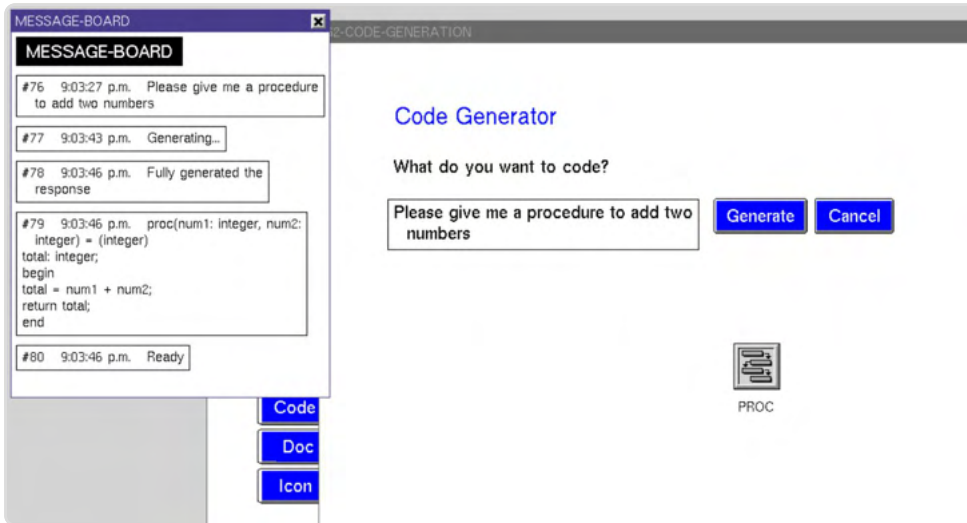 MESSAGE-BOARD
MESSAGE-BOARD
#76 9:03:27 p.m. Please give me a procedure
to add two numbers
#77 9:03:43 p.m. Generating...
#78 9:03:46 p.m. Fully generated the
response
#79 9:03:46 p.m. proc(num1: integer, num2:
integer) = (integer)
total: integer;
begin
total = num1 + num2;
return total;
end
#80 9:03:46 p.m. Ready
-CODE-GENERATION
Code Generator
What do you want to code?
Please give me a procedure to add two
numbers
Generate
Cancel
PROC
Code
Doc
Icon